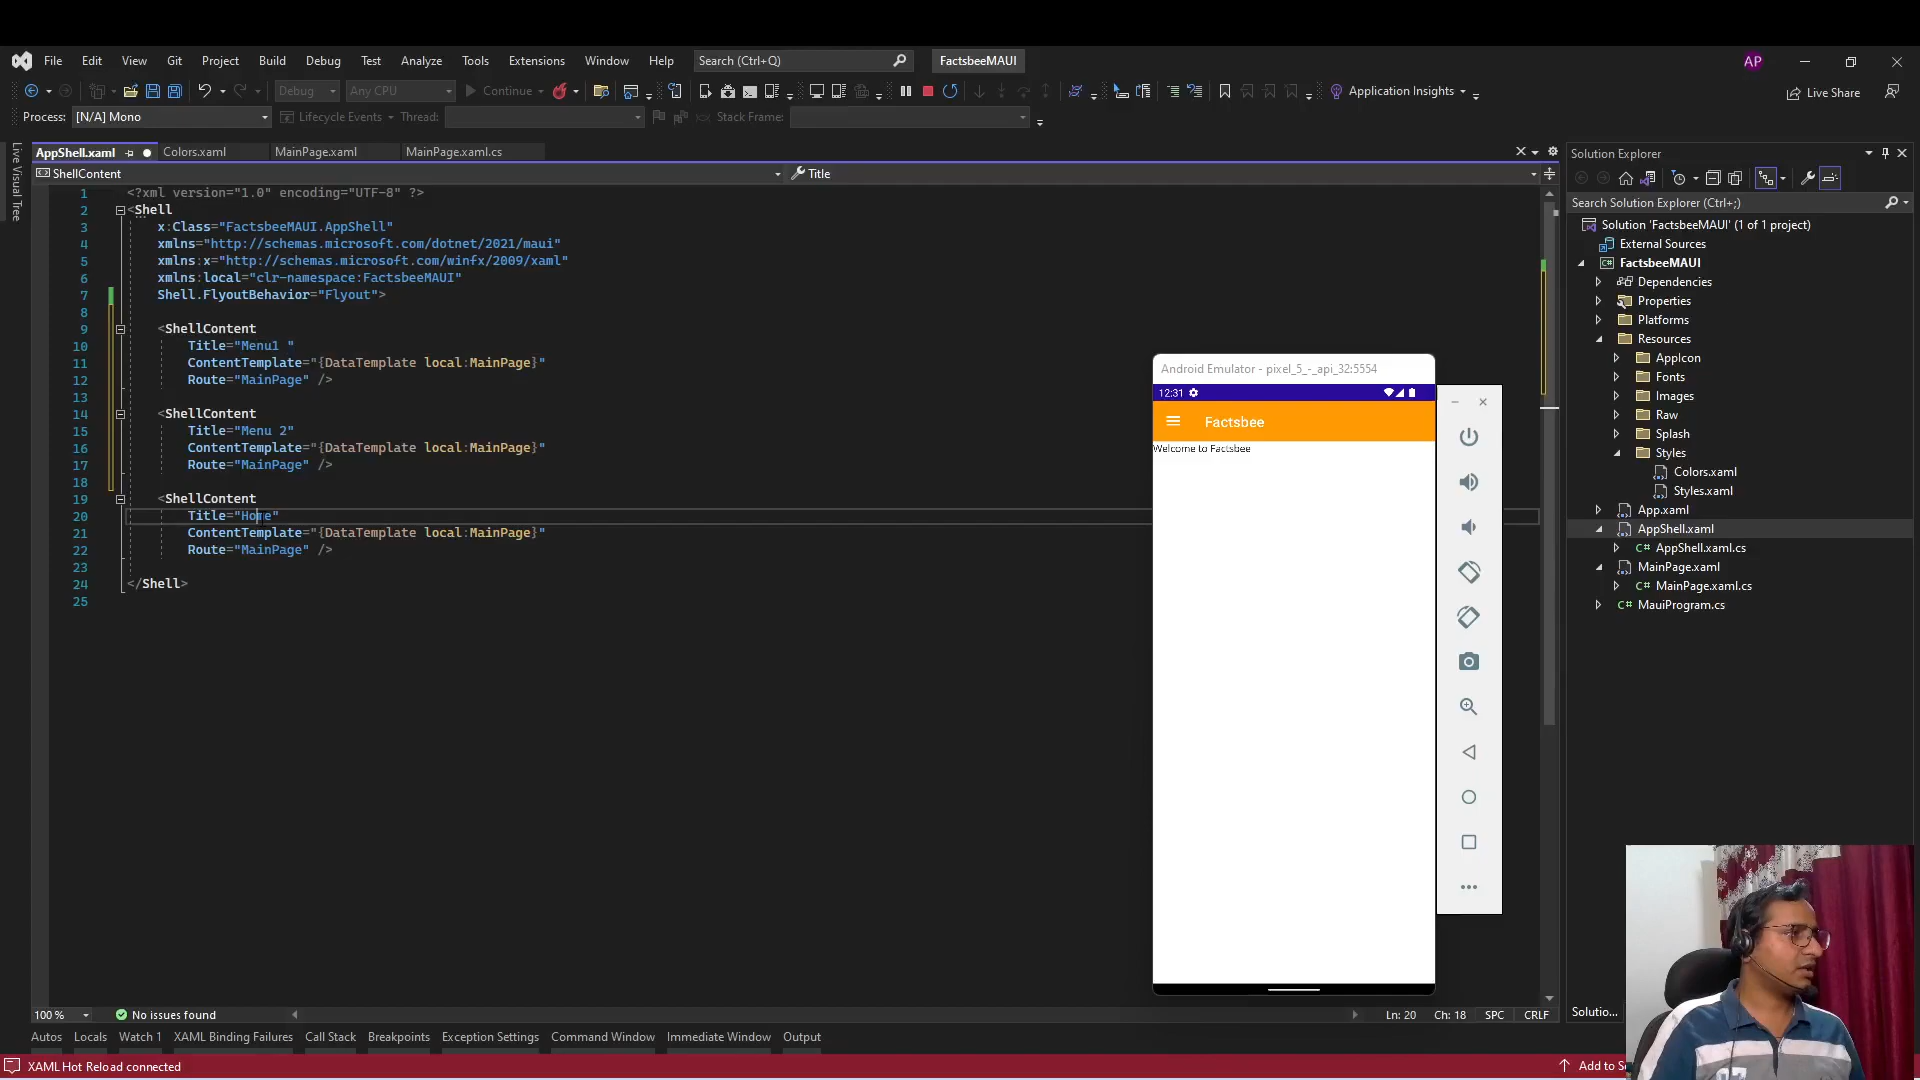 File Edit View Git Project Build Debug Test Analyze Tools Extensions Window Help Search (Ctrl+Q) FactsbeeMAUI AP
Debug Any CPU Continue Application Insights Live Share
Process: [N/A] Mono Lifecycle Events Thread: Stack Frame:
AppShell.xaml Colors.xaml MainPage.xaml MainPage.xaml.cs
ShellContent Title
Live Visual Tree
1 <?xml version="1.0" encoding="UTF-8" ?>
2 <Shell
3 x:Class="FactsbeeMAUI.AppShell"
4 xmlns="http://schemas.microsoft.com/dotnet/2021/maui"
5 xmlns:x="http://schemas.microsoft.com/winfx/2009/xaml"
6 xmlns:local="clr-namespace:FactsbeeMAUI"
7 Shell.FlyoutBehavior="Flyout">
8
9 <ShellContent
10 Title="Menu1 "
11 ContentTemplate="{DataTemplate local:MainPage}"
12 Route="MainPage" />
13
14 <ShellContent
15 Title="Menu 2"
16 ContentTemplate="{DataTemplate local:MainPage}"
17 Route="MainPage" />
18
19 <ShellContent
20 Title="Home"
21 ContentTemplate="{DataTemplate local:MainPage}"
22 Route="MainPage" />
23
24 </Shell>
25
Android Emulator - pixel_5_-_api_32:5554
12:31
Factsbee
Welcome to Factsbee
Solution Explorer
Search Solution Explorer (Ctrl+;)
Solution 'FactsbeeMAUI' (1 of 1 project)
External Sources
FactsbeeMAUI
Dependencies
Properties
Platforms
Resources
AppIcon
Fonts
Images
Raw
Splash
Styles
Colors.xaml
Styles.xaml
App.xaml
AppShell.xaml
C# AppShell.xaml.cs
MainPage.xaml
C# MainPage.xaml.cs
C# MauiProgram.cs
Solutio...
100 % No issues found Ln: 20 Ch: 18 SPC CRLF
Autos Locals Watch 1 XAML Binding Failures Call Stack Breakpoints Exception Settings Command Window Immediate Window Output
XAML Hot Reload connected Add to